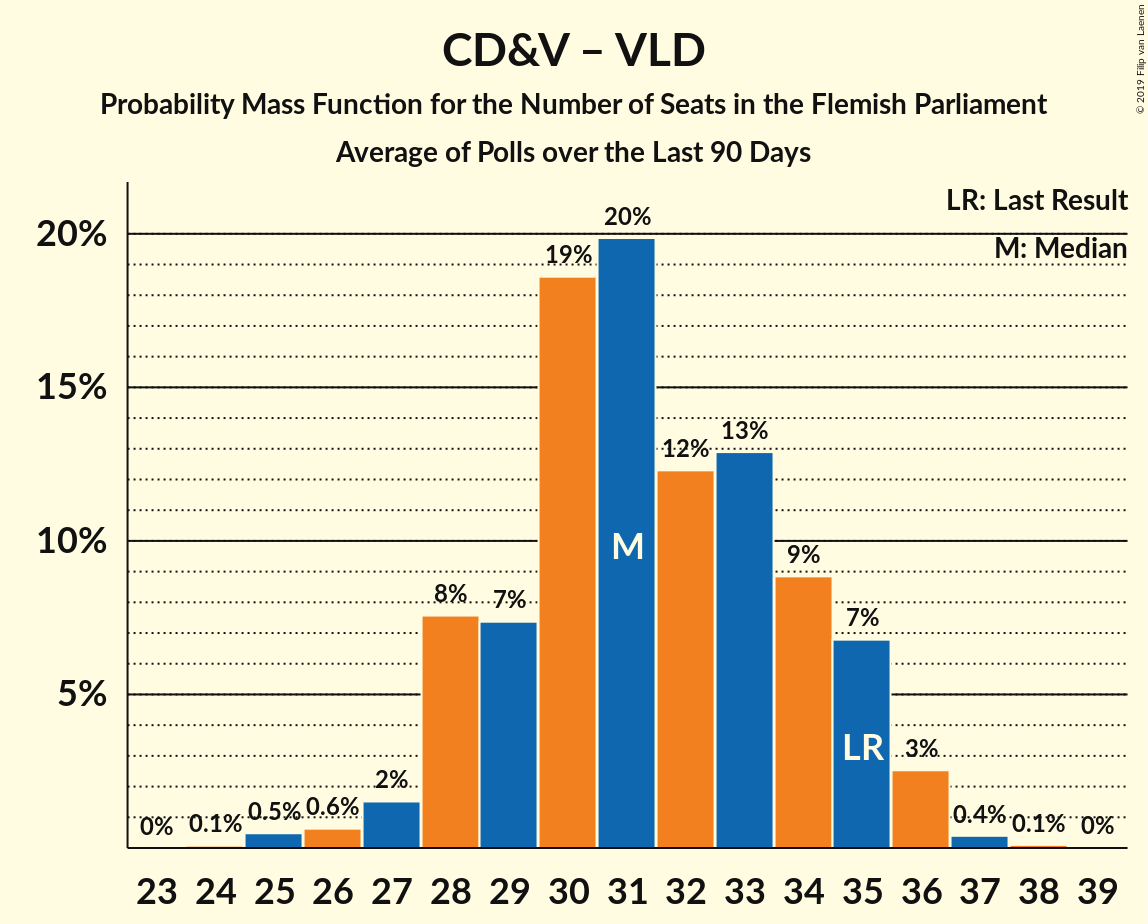 CD&V – VLD
Probability Mass Function for the Number of Seats in the Flemish Parliament
Average of Polls over the Last 90 Days
© 2019 Filip van Laenen
LR: Last Result
M: Median
20%
15%
10%
5%
0%
0.1%
0.5%
0.6%
2%
8%
7%
19%
20%
12%
13%
9%
7%
3%
0.4%
0.1%
0%
M
LR
23 24 25 26 27 28 29 30 31 32 33 34 35 36 37 38 39